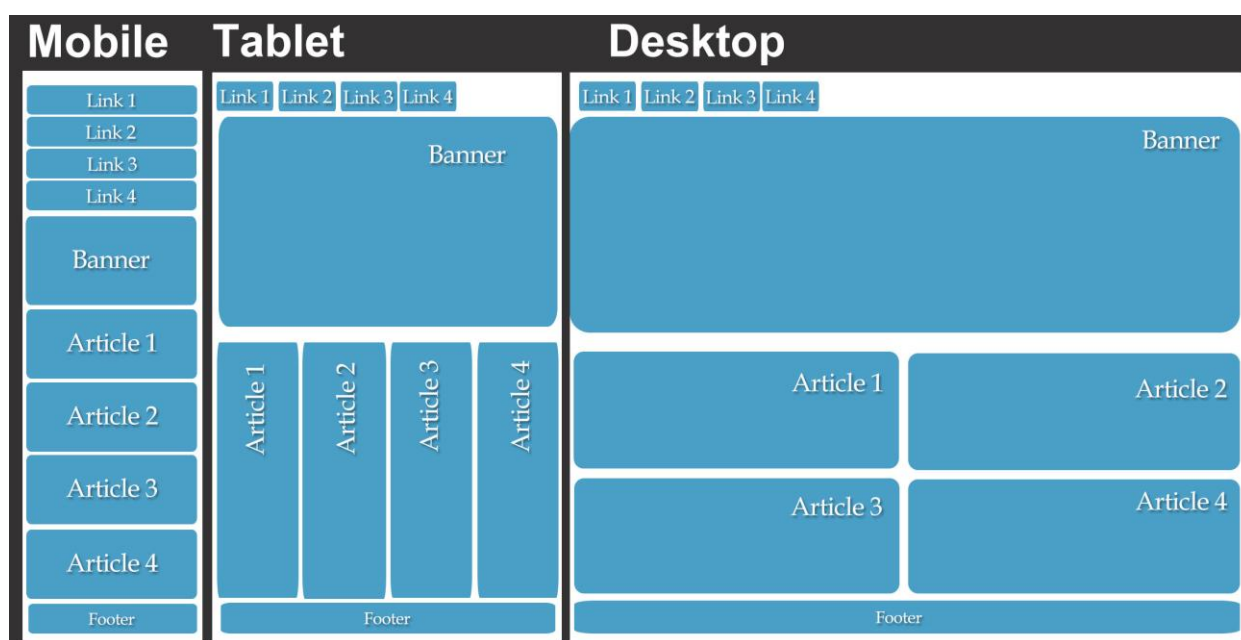 Mobile
Link 1
Link 2
Link 3
Link 4
Banner
Article 1
Article 2
Article 3
Article 4
Footer
Tablet
Link 1 Link 2 Link 3 Link 4
Banner
Article 1
Article 2
Article 3
Article 4
Footer
Desktop
Link 1 Link 2 Link 3 Link 4
Banner
Article 1
Article 2
Article 3
Article 4
Footer